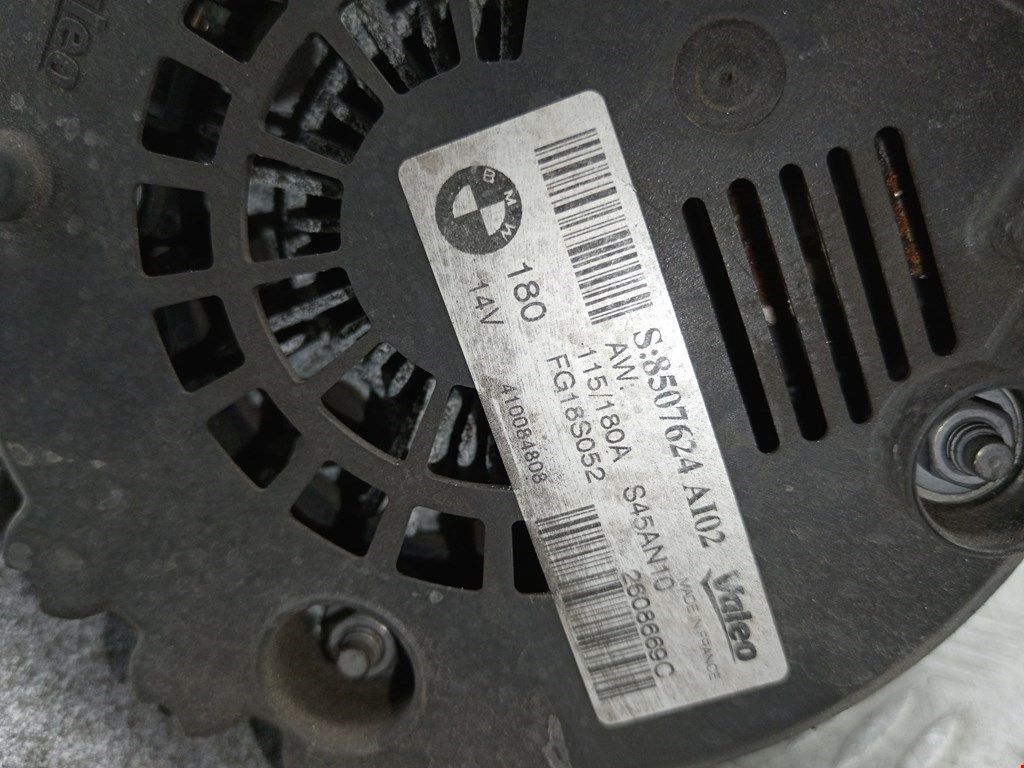 BMW
S:8507624 AI02
Valeo
MADE IN FRANCE
180
AW.
S45AN10
14V
115/180A
2608669C
FG18S052
410084808